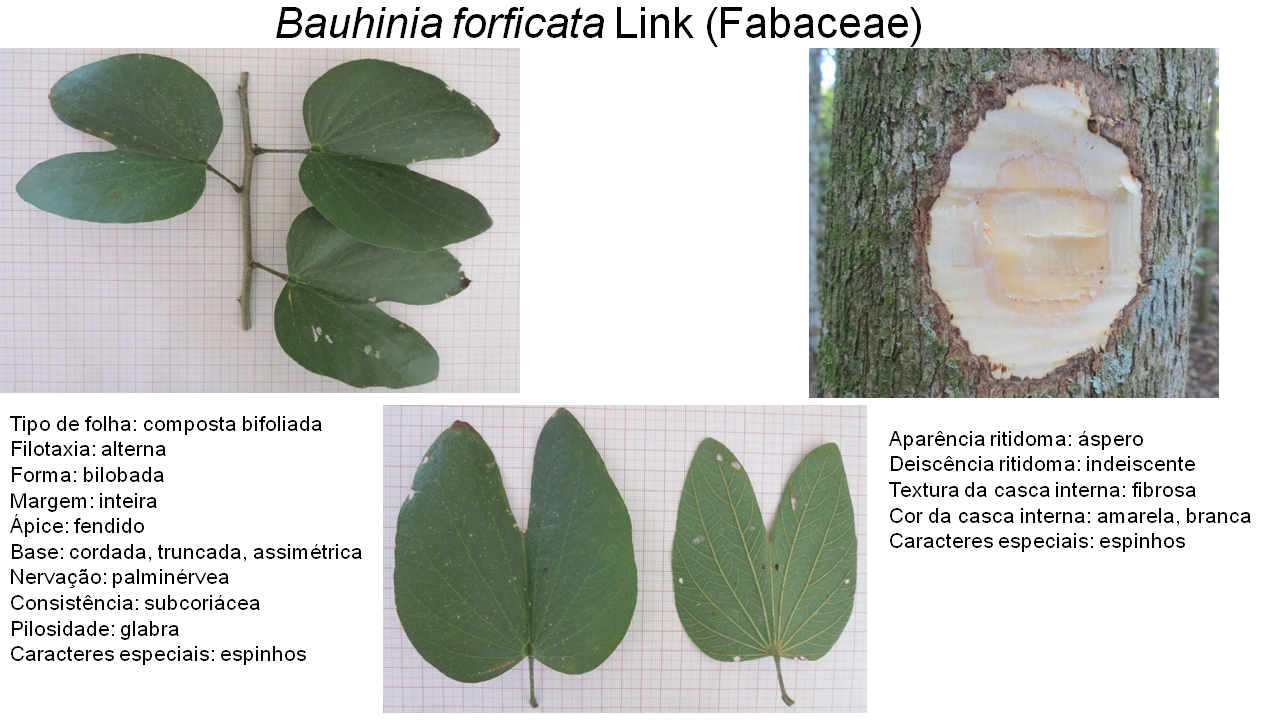 Bauhinia forficata Link (Fabaceae)
Tipo de folha: composta bifoliada
Filotaxia: alterna
Forma: bilobada
Margem: inteira
Ápice: fendido
Base: cordada, truncada, assimétrica
Nervação: palminérvea
Consistência: subcoriácea
Pilosidade: glabra
Caracteres especiais: espinhos
Aparência ritidoma: áspero
Deiscência ritidoma: indeiscente
Textura da casca interna: fibrosa
Cor da casca interna: amarela, branca
Caracteres especiais: espinhos